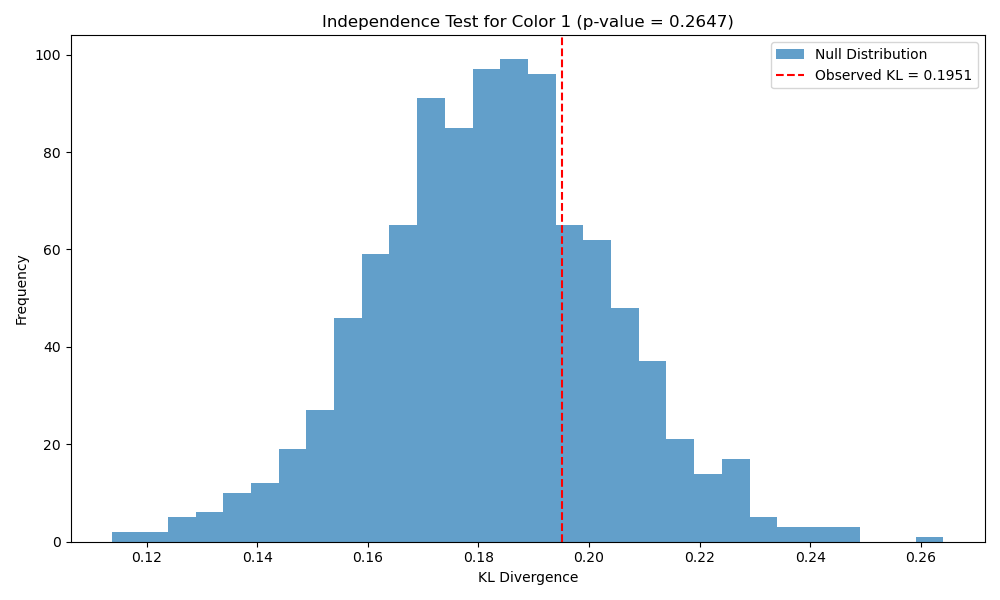 Independence Test for Color 1 (p-value = 0.2647)
Null Distribution
Observed KL = 0.1951
Frequency
100
80
60
40
20
0
0.12 0.14 0.16 0.18 0.20 0.22 0.24 0.26
KL Divergence